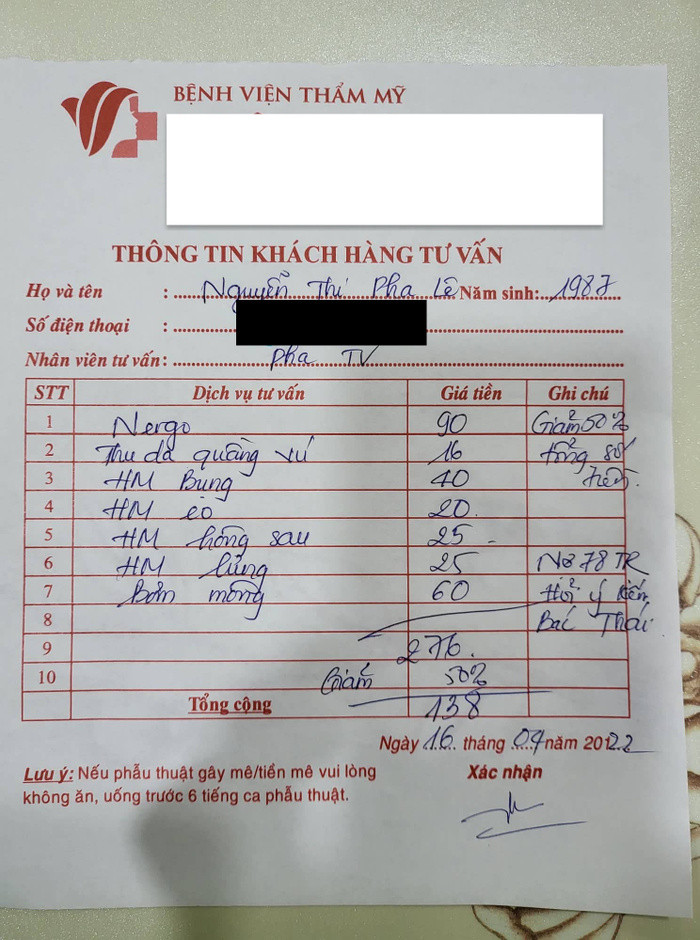 BỆNH VIỆN THẨM MỸ
THÔNG TIN KHÁCH HÀNG TƯ VẤN
Họ và tên : Nguyễn Thị Pha Lê Năm sinh: 1987
Số điện thoại :
Nhân viên tư vấn: Pha TV
STT Dịch vụ tư vấn Giá tiền Ghi chú
1 Nergo 90 Giảm 50%
2 Thu da quầng vú 16 tổng số
3 HM Bụng 40 tiền.
4 HM eo 20
5 HM hông sau 25
6 HM lưng 25 Nợ 78 TR
7 Bơm mông 60 Hỏi ý kiến
8 Bác Thái
9 276
10 Giảm 50%
Tổng cộng 138
Ngày 16 tháng 04 năm 2022
Lưu ý: Nếu phẫu thuật gây mê/tiền mê vui lòng
không ăn, uống trước 6 tiếng ca phẫu thuật.
Xác nhận